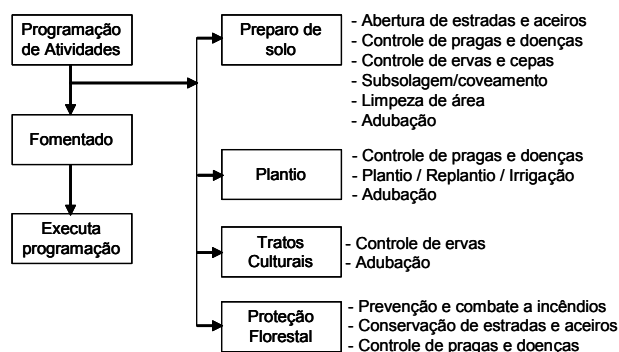 Programação
de Atividades
Fomentado
Executa
programação
Preparo de
solo
- Abertura de estradas e aceiros
- Controle de pragas e doenças
- Controle de ervas e cepas
- Subsolagem/coveamento
- Limpeza de área
- Adubação
Plantio
- Controle de pragas e doenças
- Plantio / Replantio / Irrigação
- Adubação
Tratos
Culturais
- Controle de ervas
- Adubação
Proteção
Florestal
- Prevenção e combate a incêndios
- Conservação de estradas e aceiros
- Controle de pragas e doenças